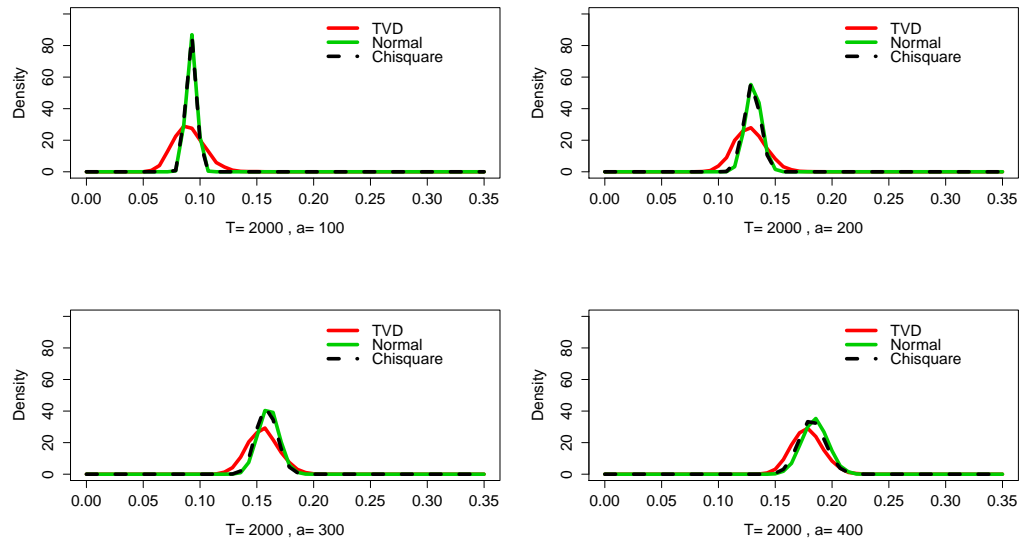 TVD
Normal
Chisquare
Density
0 20 40 60 80
0.00 0.05 0.10 0.15 0.20 0.25 0.30 0.35
T= 2000 , a= 100
TVD
Normal
Chisquare
Density
0 20 40 60 80
0.00 0.05 0.10 0.15 0.20 0.25 0.30 0.35
T= 2000 , a= 200
TVD
Normal
Chisquare
Density
0 20 40 60 80
0.00 0.05 0.10 0.15 0.20 0.25 0.30 0.35
T= 2000 , a= 300
TVD
Normal
Chisquare
Density
0 20 40 60 80
0.00 0.05 0.10 0.15 0.20 0.25 0.30 0.35
T= 2000 , a= 400